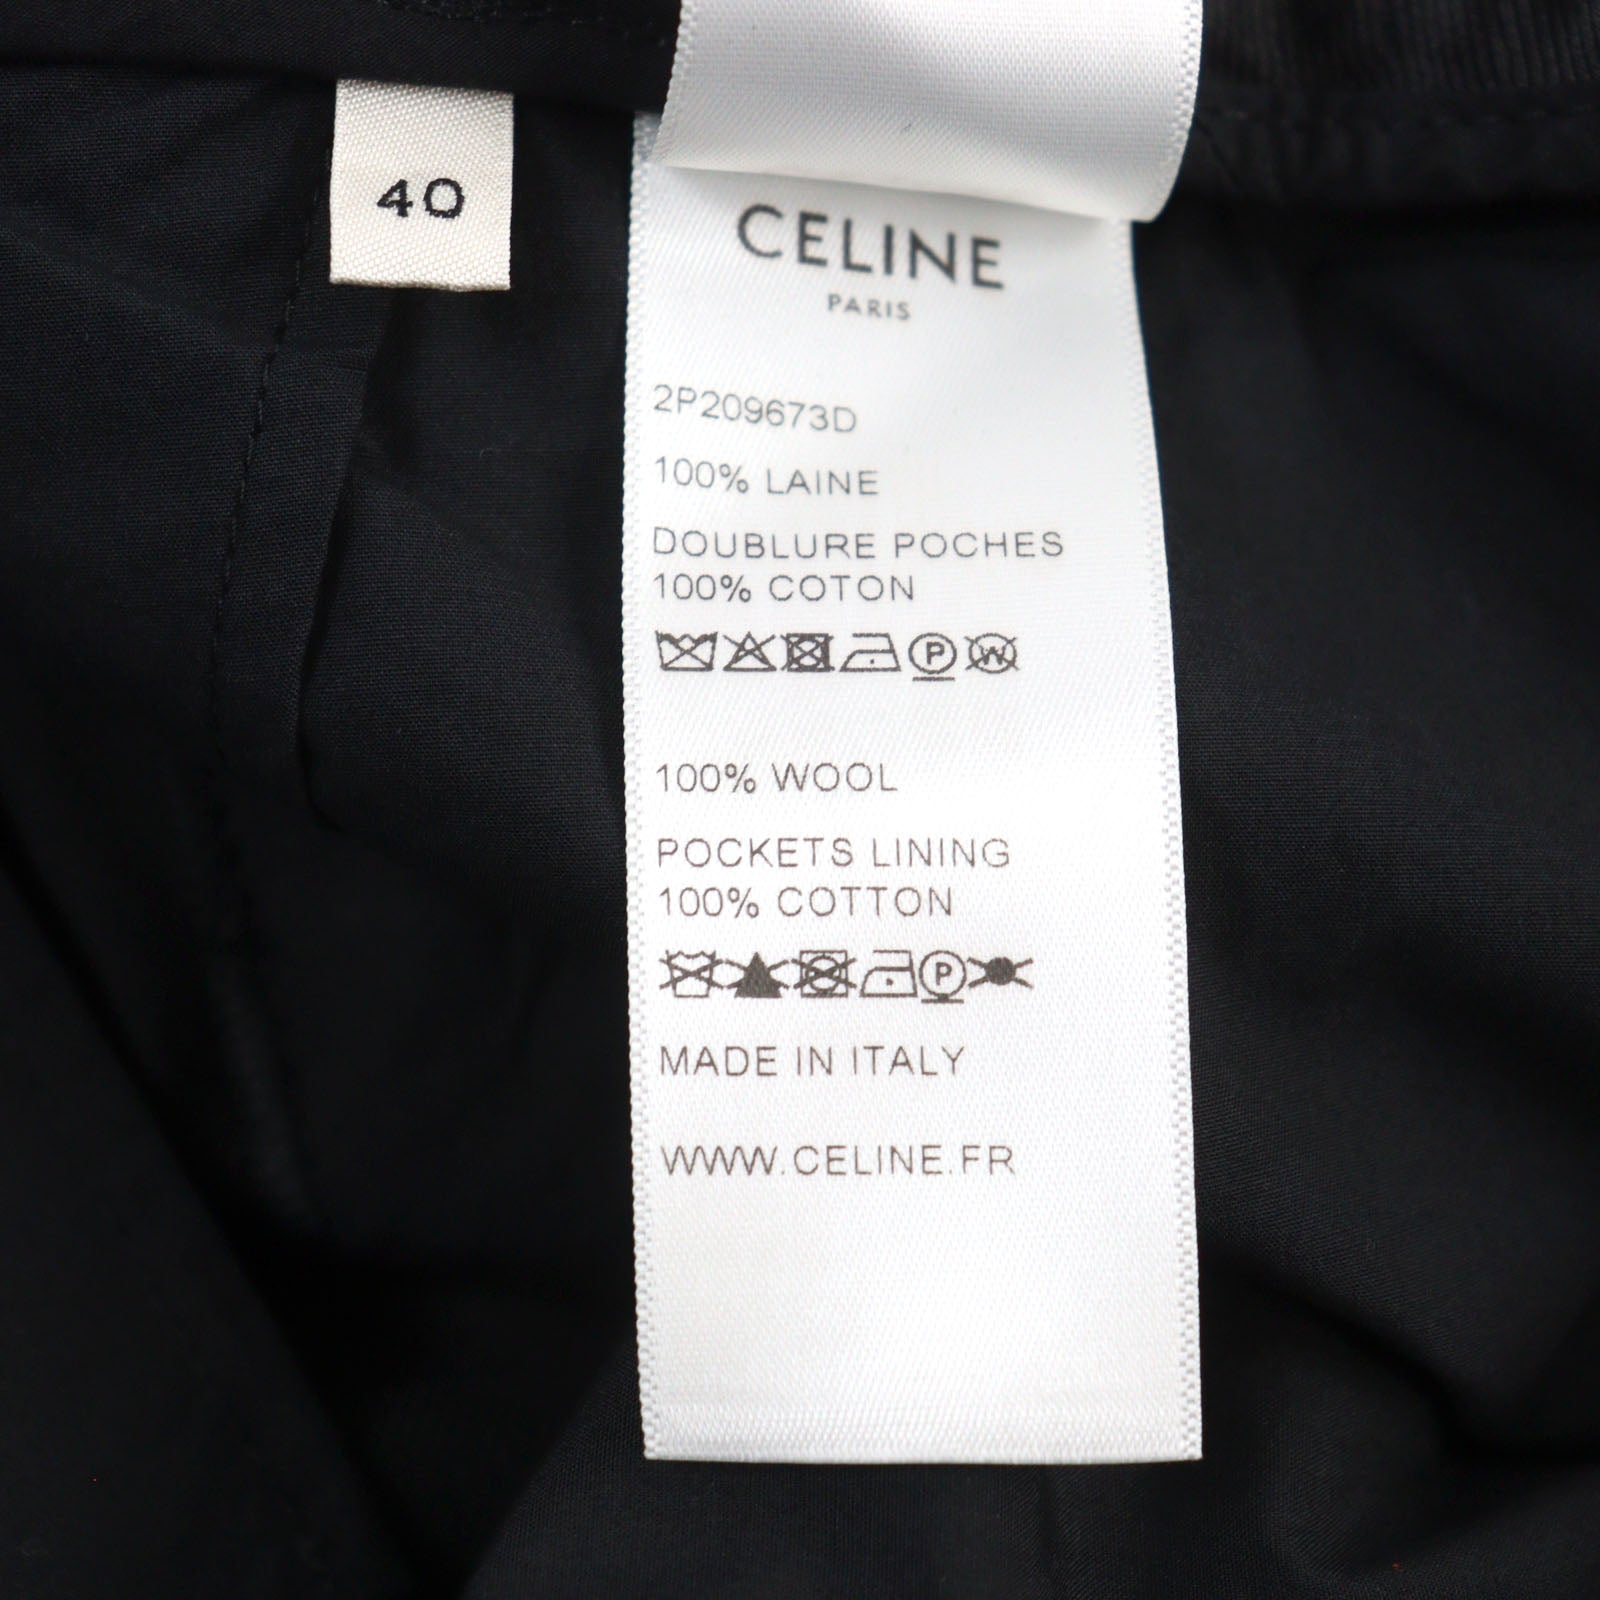 40
CELINE
PARIS
2P209673D
100% LAINE
DOUBLURE POCHES
100% COTON
P W
100% WOOL
POCKETS LINING
100% COTTON
P
MADE IN ITALY
WWW.CELINE.FR